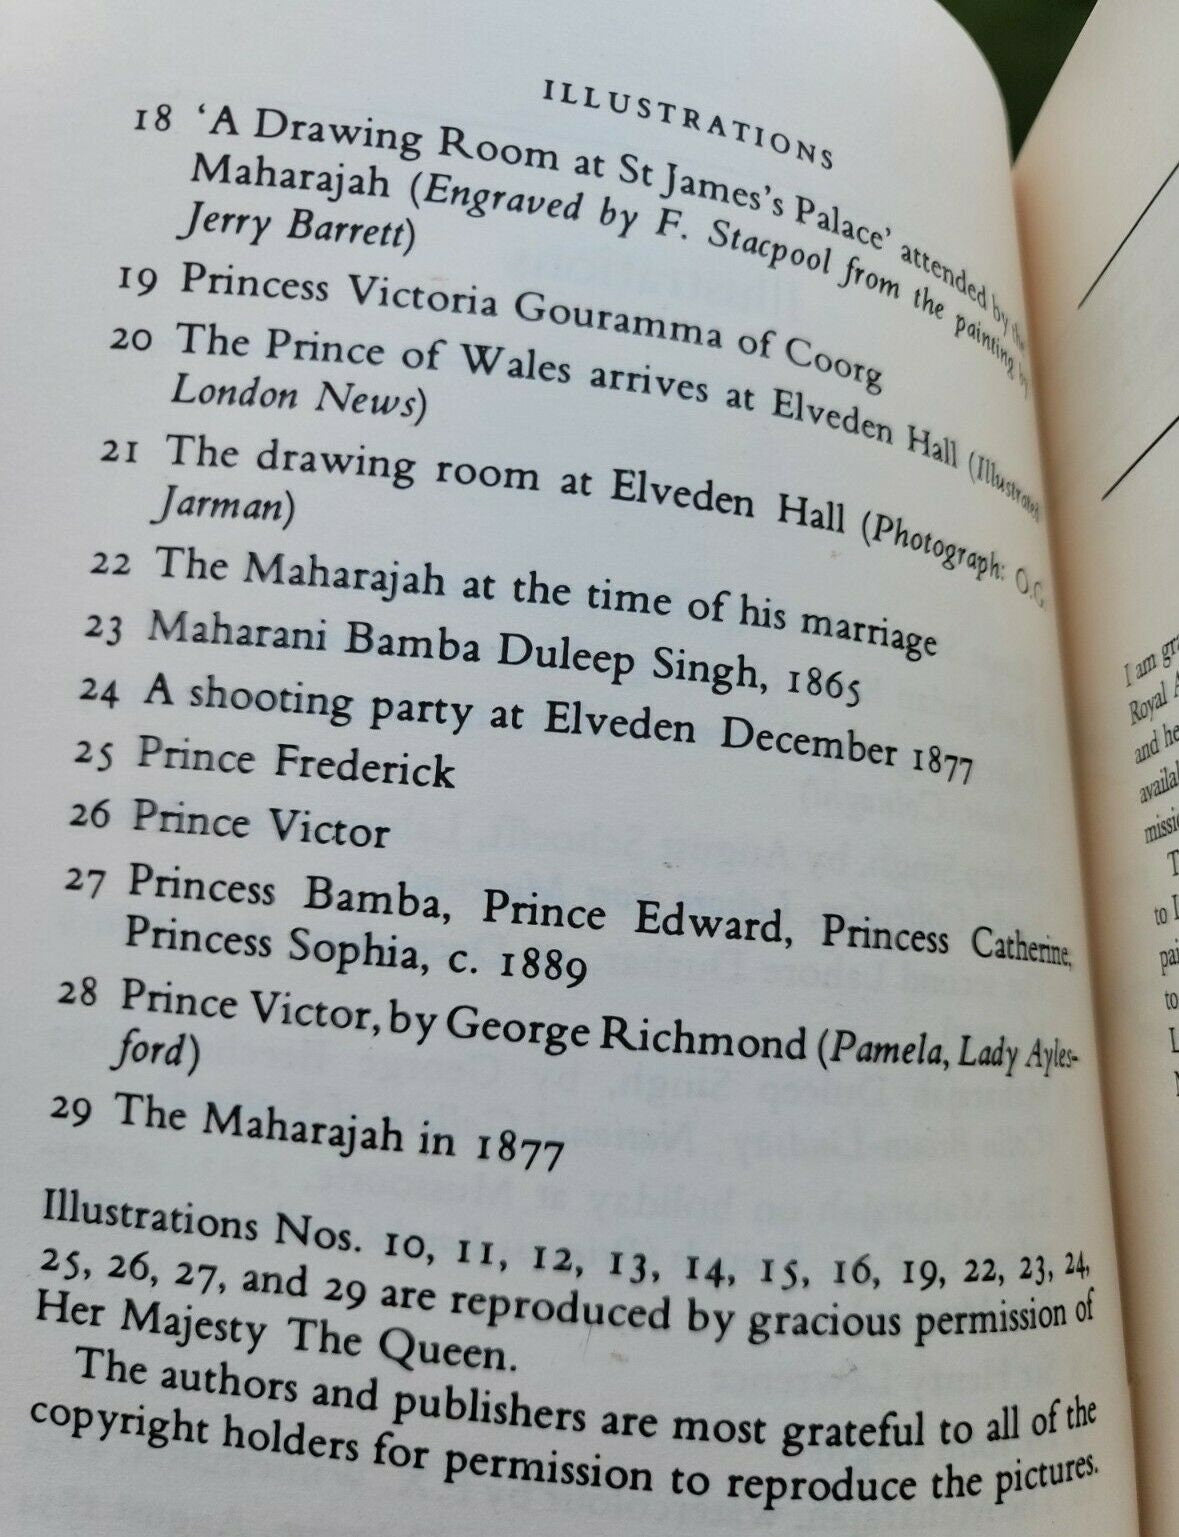 ILLUSTRATIONS
18 ‘A Drawing Room at St James’s Palace’ attended by the
Maharajah (Engraved by F. Stacpool from the painting by
Jerry Barrett)
19 Princess Victoria Gouramma of Coorg
20 The Prince of Wales arrives at Elveden Hall (Illustrated
London News)
21 The drawing room at Elveden Hall (Photograph: O.G.
Jarman)
22 The Maharajah at the time of his marriage
23 Maharani Bamba Duleep Singh, 1865
24 A shooting party at Elveden December 1877
25 Prince Frederick
26 Prince Victor
27 Princess Bamba, Prince Edward, Princess Catherine,
Princess Sophia, c. 1889
28 Prince Victor, by George Richmond (Pamela, Lady Ayles-
ford)
29 The Maharajah in 1877
Illustrations Nos. 10, 11, 12, 13, 14, 15, 16, 19, 22, 23, 24,
25, 26, 27, and 29 are reproduced by gracious permission of
Her Majesty The Queen.
The authors and publishers are most grateful to all of the
copyright holders for permission to reproduce the pictures.
I am
Royal
and
to
to